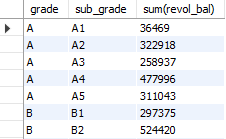 grade sub_grade sum(revol_bal)
A A1 36469
A A2 322918
A A3 258937
A A4 477996
A A5 311043
B B1 297375
B B2 524420